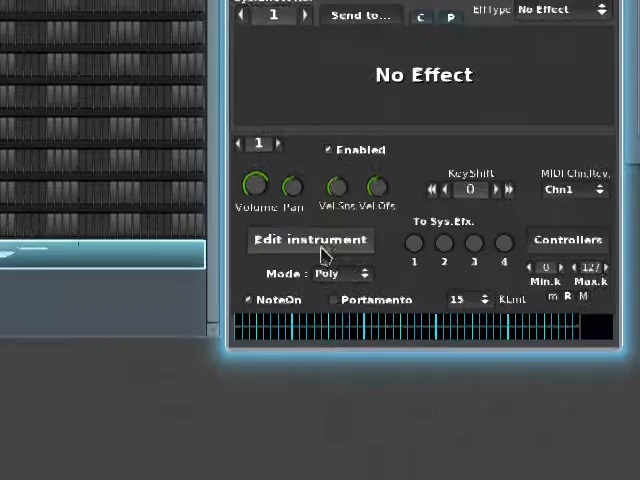 1 Send to... C P EffType No Effect
No Effect
1 Enabled
KeyShift MIDI Chn.Rcv.
0 Chn1
Volume Pan Vel.Sns. Vel.Ofs.
To Sys.Efx.
Edit instrument Controllers
1 2 3 4
0 127
Mode : Poly Min.k Max.k
NoteOn Portamento 15 KLmt m R M